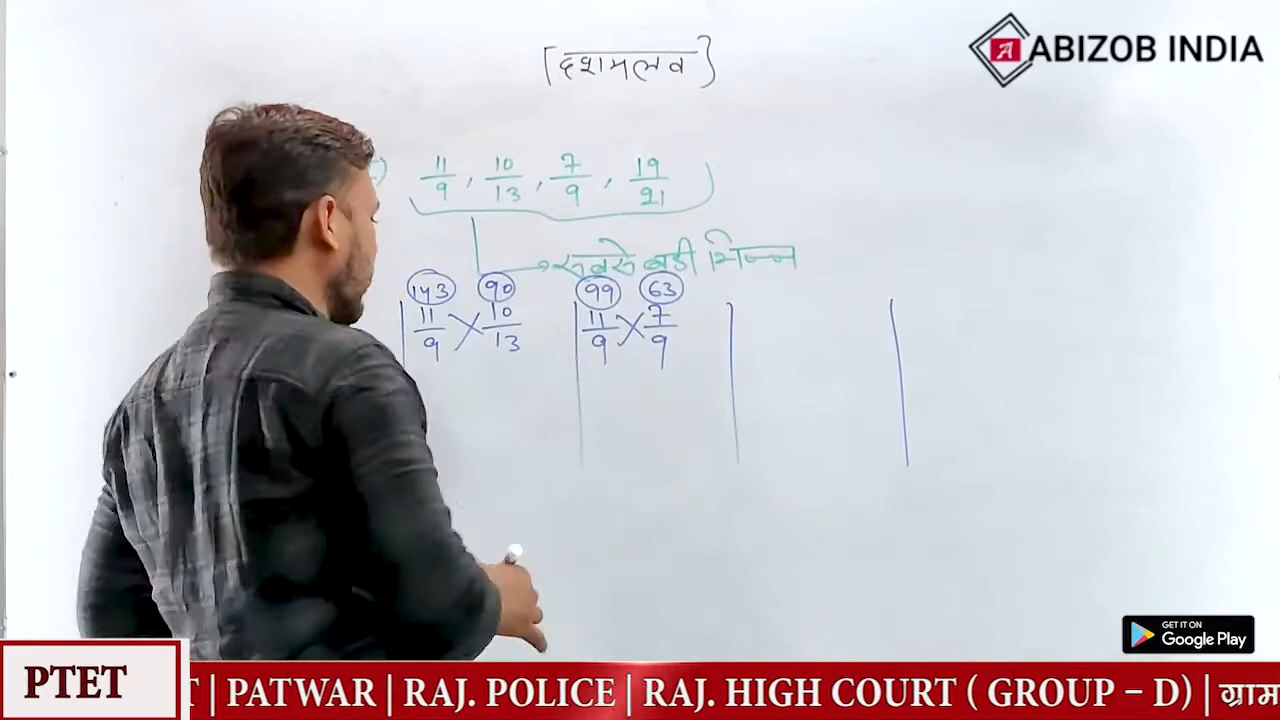 ABIZOB INDIA
[दशमलव]
11/9, 10/13, 7/9, 19/21
सबसे बडी भिन्न
143 90 99 63
11/9 × 10/13 11/9 × 7/9
GET IT ON
Google Play
PTET
T | PATWAR | RAJ. POLICE | RAJ. HIGH COURT ( GROUP – D) | ग्राम